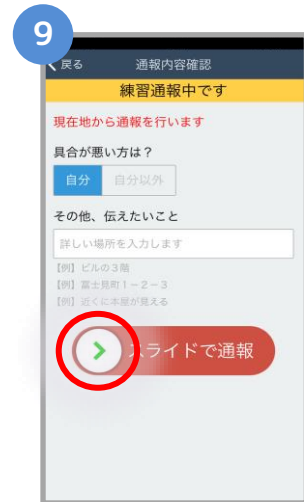 9
戻る 通報内容確認
練習通報中です
現在地から通報を行います
具合が悪い方は？
自分 自分以外
その他、伝えたいこと
詳しい場所を入力します
【例】ビルの３階
【例】富士見町１－２－３
【例】近くに本屋が見える
スライドで通報